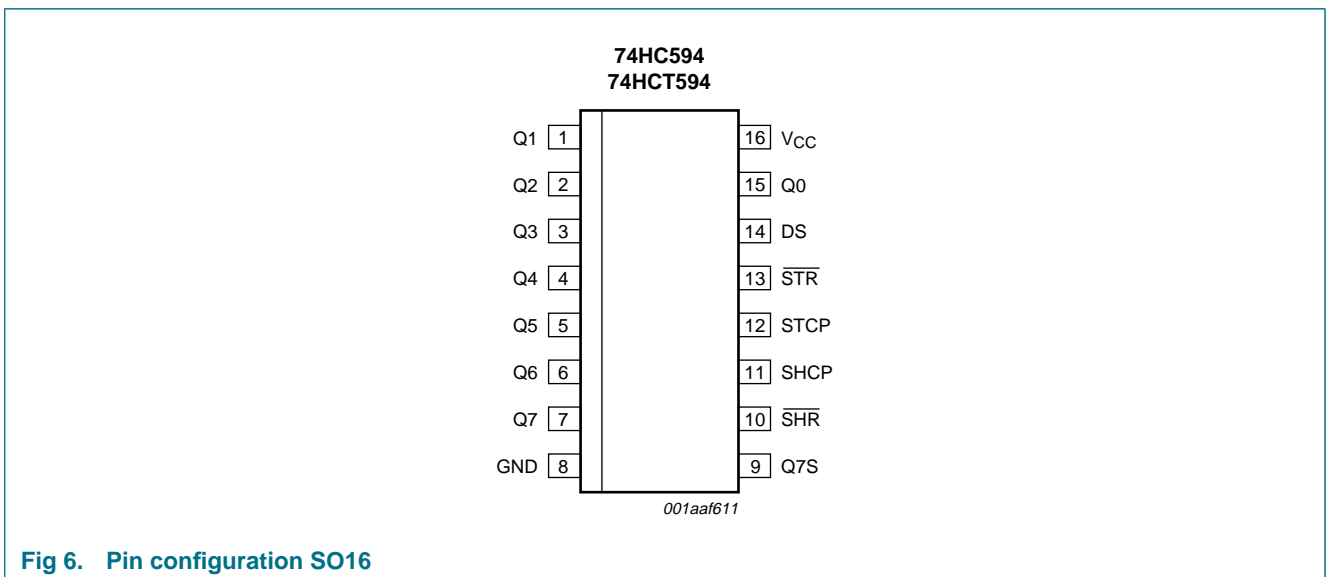 74HC594
74HCT594
Q1 1 16 VCC
Q2 2 15 Q0
Q3 3 14 DS
Q4 4 13 STR
Q5 5 12 STCP
Q6 6 11 SHCP
Q7 7 10 SHR
GND 8 9 Q7S
001aaf611
Fig 6. Pin configuration SO16